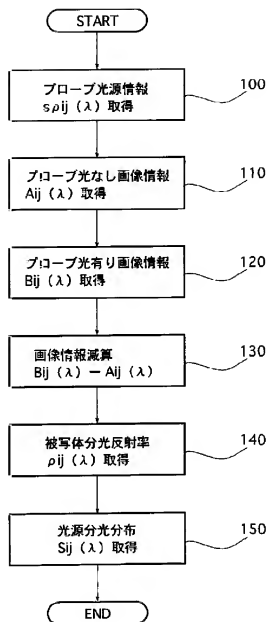 START
プローブ光源情報
sρij (λ) 取得
100
プローブ光なし画像情報
Aij (λ) 取得
110
プローブ光有り画像情報
Bij (λ) 取得
120
画像情報減算
Bij (λ) － Aij (λ)
130
被写体分光反射率
ρij (λ) 取得
140
光源分光分布
Sij (λ) 取得
150
END